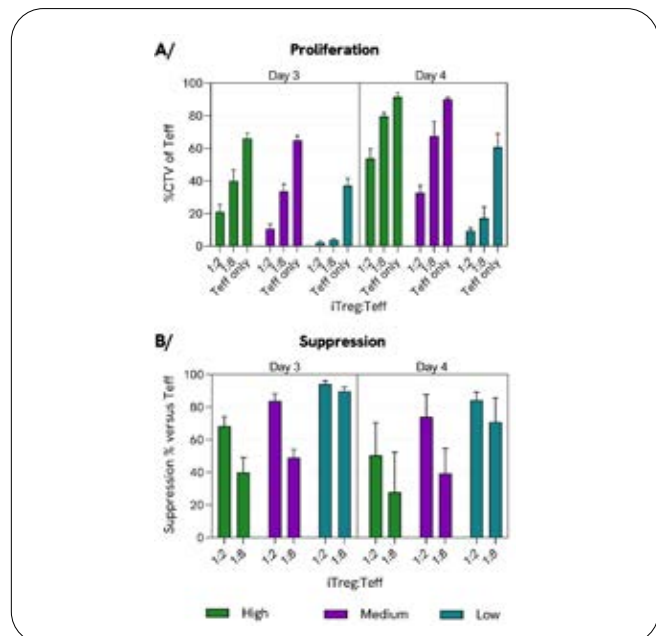 A/ Proliferation
Day 3 Day 4
%CTV of Teff
100
80
60
40
20
0
1:2 1:8 Teff only 1:2 1:8 Teff only 1:2 1:8 Teff only 1:2 1:8 Teff only 1:2 1:8 Teff only 1:2 1:8 Teff only
iTreg:Teff
B/ Suppression
Day 3 Day 4
Suppression % versus Teff
100
80
60
40
20
0
1:2 1:8 1:2 1:8 1:2 1:8 1:2 1:8 1:2 1:8 1:2 1:8
iTreg:Teff
High Medium Low